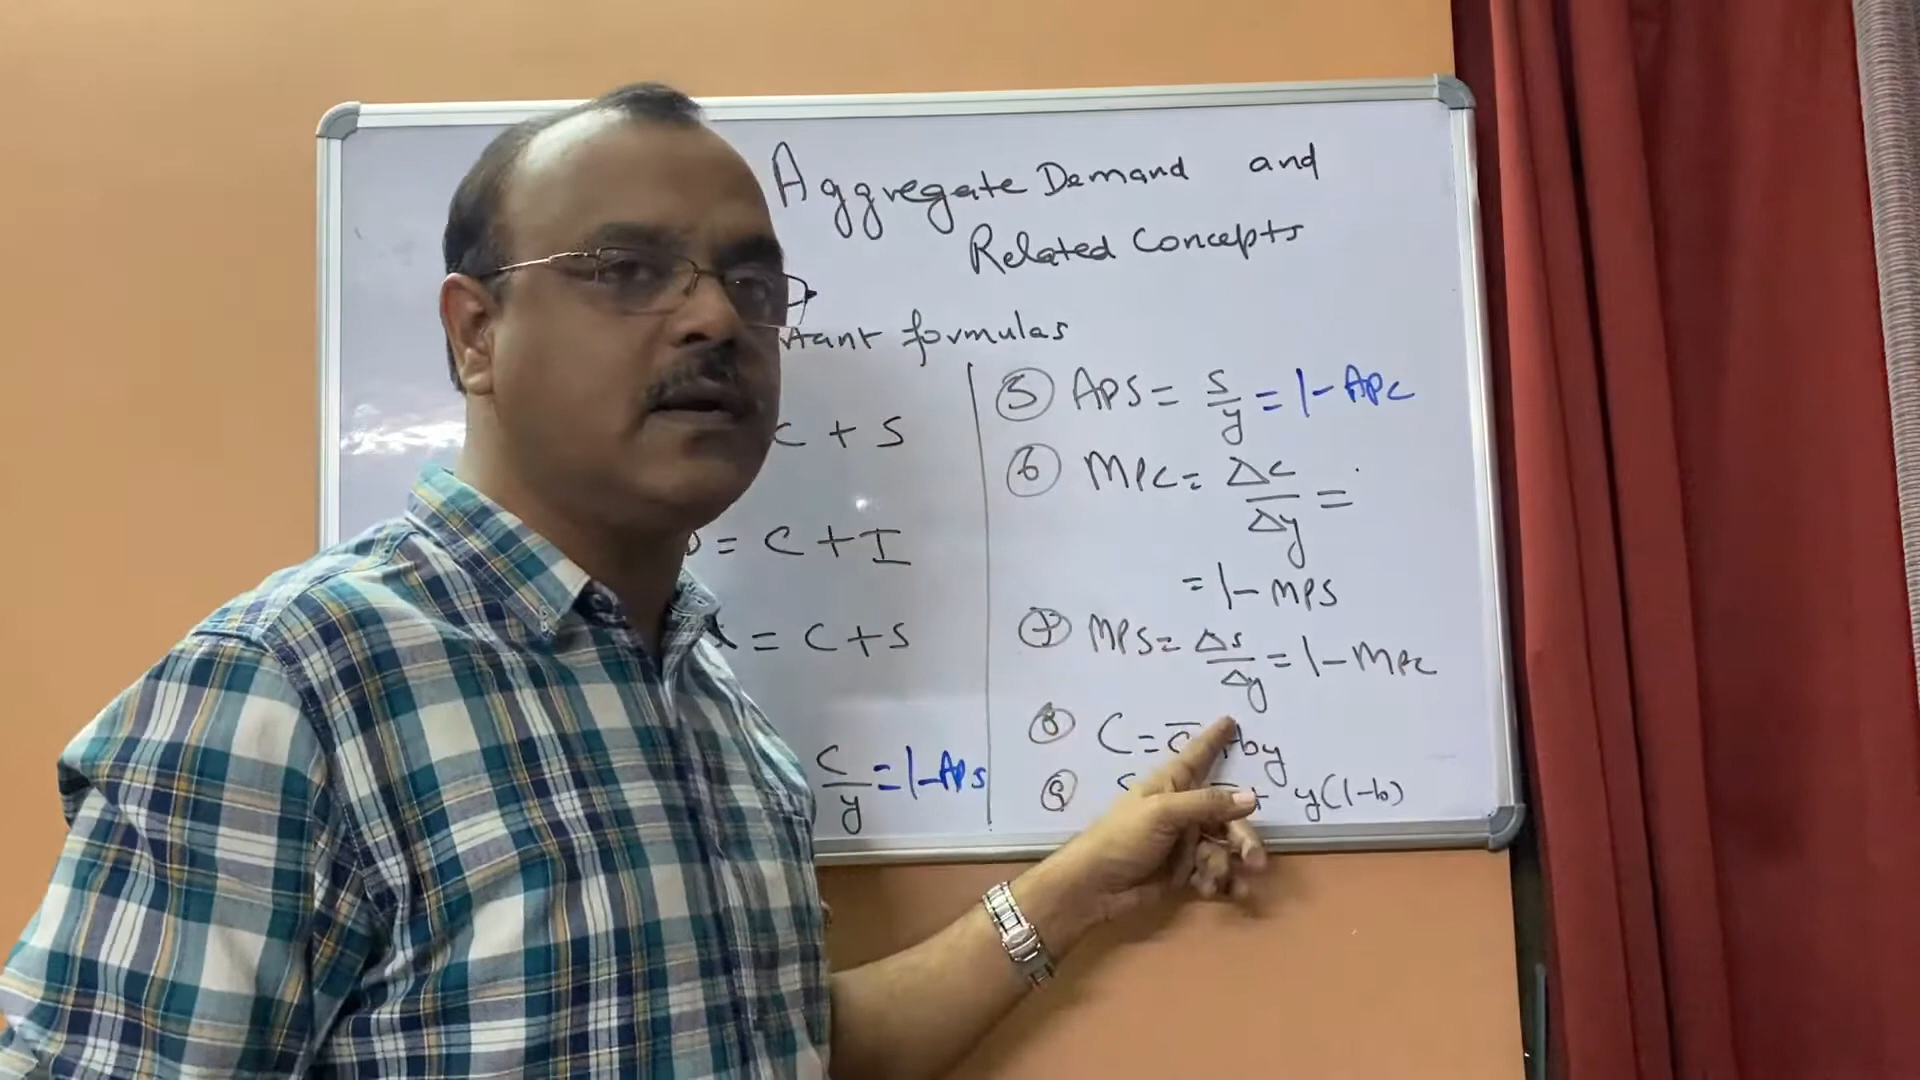 Aggregate Demand and
Related Concepts
formulas
C + S
= C + I
= C + S
C/y = 1 - APS
⑤ APS = S/y = 1 - APC
⑥ MPC = ΔC/Δy =
= 1 - MPS
⑦ MPS = ΔS/Δy = 1 - MPC
⑧ C = +by
⑨ + y(1-b)